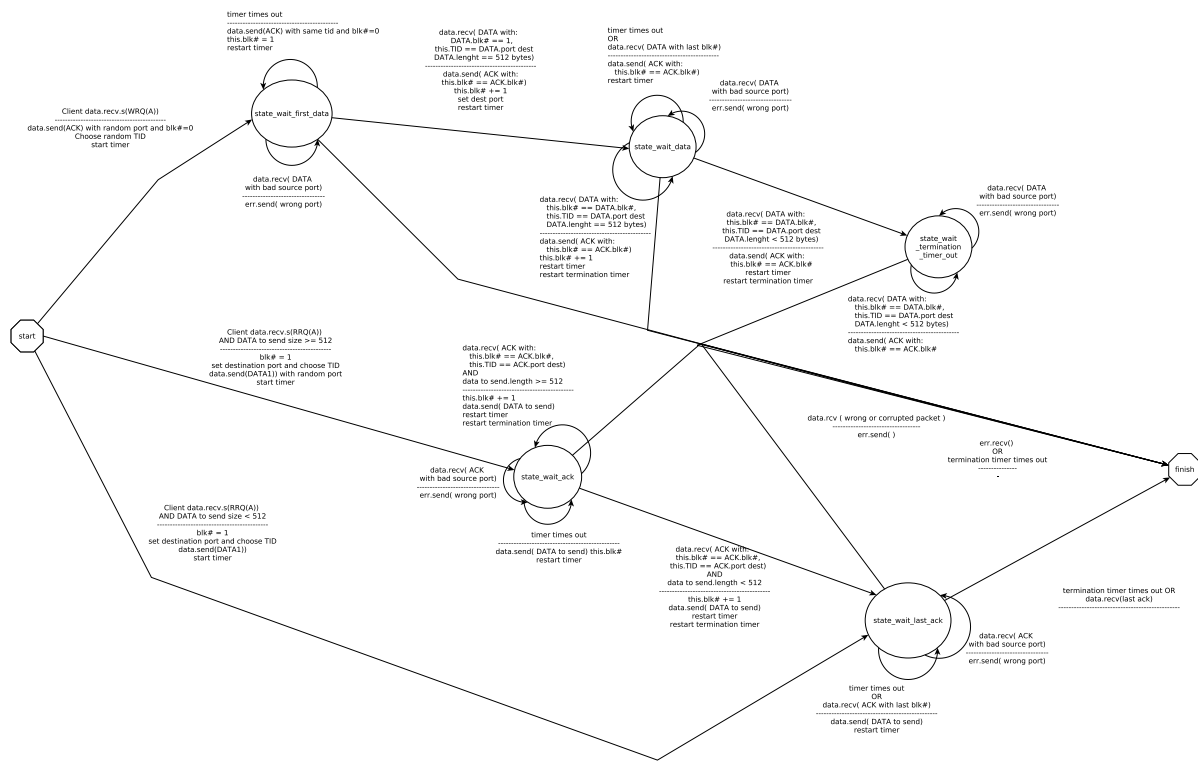 timer times out
----------------------------------------
data.send(ACK) with same tid and blk#=0
this.blk# = 1
restart timer
data.recv( DATA with:
DATA.blk# == 1,
this.TID == DATA.port dest
DATA.lenght == 512 bytes)
----------------------------------------
data.send( ACK with:
this.blk# == ACK.blk#)
this.blk# += 1
set dest port
restart timer
timer times out
OR
data.recv( DATA with last blk#)
----------------------------------------
data.send( ACK with:
this.blk# == ACK.blk#)
restart timer
data.recv( DATA
with bad source port)
------------------------------
err.send( wrong port)
Client data.recv.s(WRQ(A))
----------------------------------------
data.send(ACK) with random port and blk#=0
Choose random TID
start timer
state_wait_first_data
state_wait_data
data.recv( DATA
with bad source port)
------------------------------
err.send( wrong port)
data.recv( DATA with:
this.blk# == DATA.blk#,
this.TID == DATA.port dest
DATA.lenght == 512 bytes)
----------------------------------------
data.send( ACK with:
this.blk# == ACK.blk#)
this.blk# += 1
restart timer
restart termination timer
data.recv( DATA with:
this.blk# == DATA.blk#,
this.TID == DATA.port dest
DATA.lenght < 512 bytes)
----------------------------------------
data.send( ACK with:
this.blk# == ACK.blk#
restart timer
restart termination timer
data.recv( DATA
with bad source port)
------------------------------
err.send( wrong port)
state_wait
_termination
_timer_out
data.recv( DATA with:
this.blk# == DATA.blk#,
this.TID == DATA.port dest
DATA.lenght < 512 bytes)
----------------------------------------
data.send( ACK with:
this.blk# == ACK.blk#
start
Client data.recv.s(RRQ(A))
AND DATA to send size >= 512
----------------------------------------
blk# = 1
set destination port and choose TID
data.send(DATA1)) with random port
start timer
data.recv( ACK with:
this.blk# == ACK.blk#,
this.TID == ACK.port dest)
AND
data to send.length >= 512
----------------------------------------
this.blk# += 1
data.send( DATA to send)
restart timer
restart termination timer
data.rcv ( wrong or corrupted packet )
--------------------------------
err.send( )
err.recv()
OR
termination timer times out
--------------
-
finish
data.recv( ACK
with bad source port)
------------------------------
err.send( wrong port)
state_wait_ack
Client data.recv.s(RRQ(A))
AND DATA to send size < 512
----------------------------------------
blk# = 1
set destination port and choose TID
data.send(DATA1))
start timer
timer times out
--------------------------------------------
data.send( DATA to send) this.blk#
restart timer
data.recv( ACK with:
this.blk# == ACK.blk#,
this.TID == ACK.port dest)
AND
data to send.length < 512
----------------------------------------
this.blk# += 1
data.send( DATA to send)
restart timer
restart termination timer
state_wait_last_ack
termination timer times out OR
data.recv(last ack)
--------------------------------------------
data.recv( ACK
with bad source port)
------------------------------
err.send( wrong port)
timer times out
OR
data.recv( ACK with last blk#)
--------------------------------------------
data.send( DATA to send)
restart timer